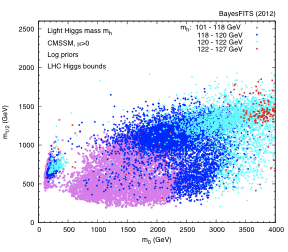 BayesFITS (2012)
Light Higgs mass m_h
CMSSM, μ>0
Log priors
LHC Higgs bounds
m_h: 101 - 118 GeV
118 - 120 GeV
120 - 122 GeV
122 - 127 GeV
2500
2000
1500
1000
500
0
m_1/2 (GeV)
0 500 1000 1500 2000 2500 3000 3500 4000
m_0 (GeV)